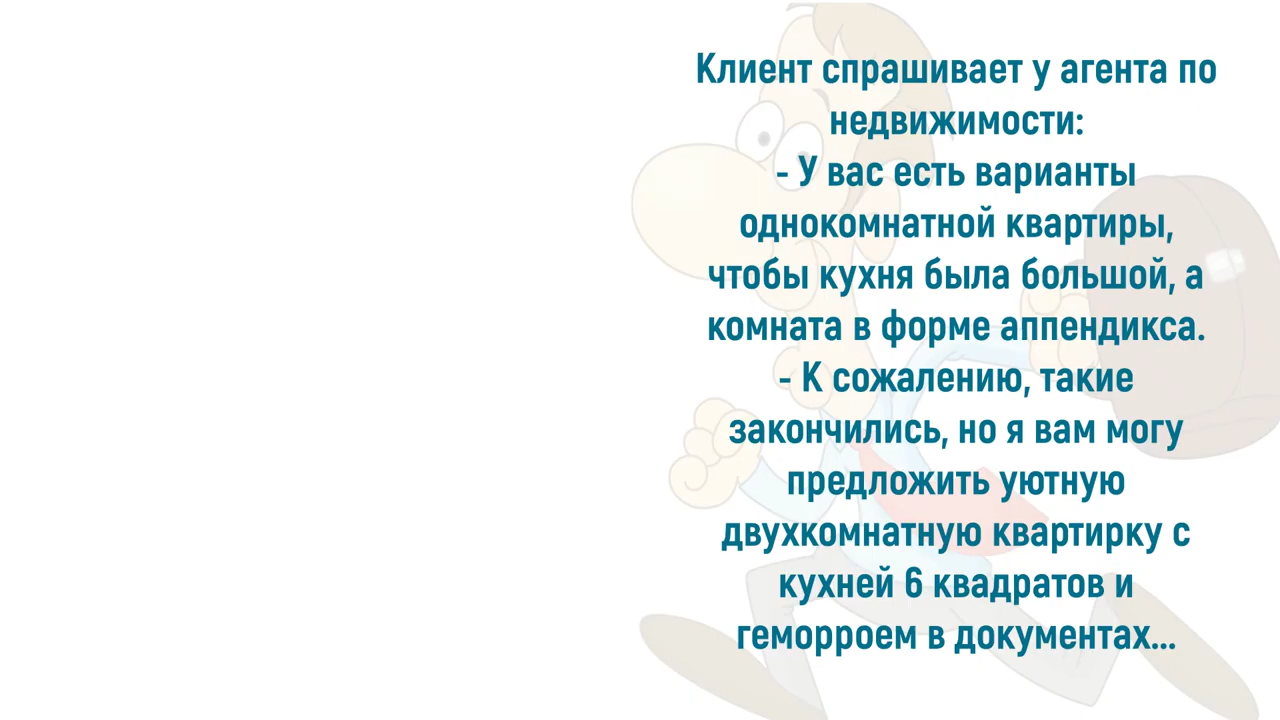 Клиент спрашивает у агента по
недвижимости:
- У вас есть варианты
однокомнатной квартиры,
чтобы кухня была большой, а
комната в форме аппендикса.
- К сожалению, такие
закончились, но я вам могу
предложить уютную
двухкомнатную квартирку с
кухней 6 квадратов и
геморроем в документах...